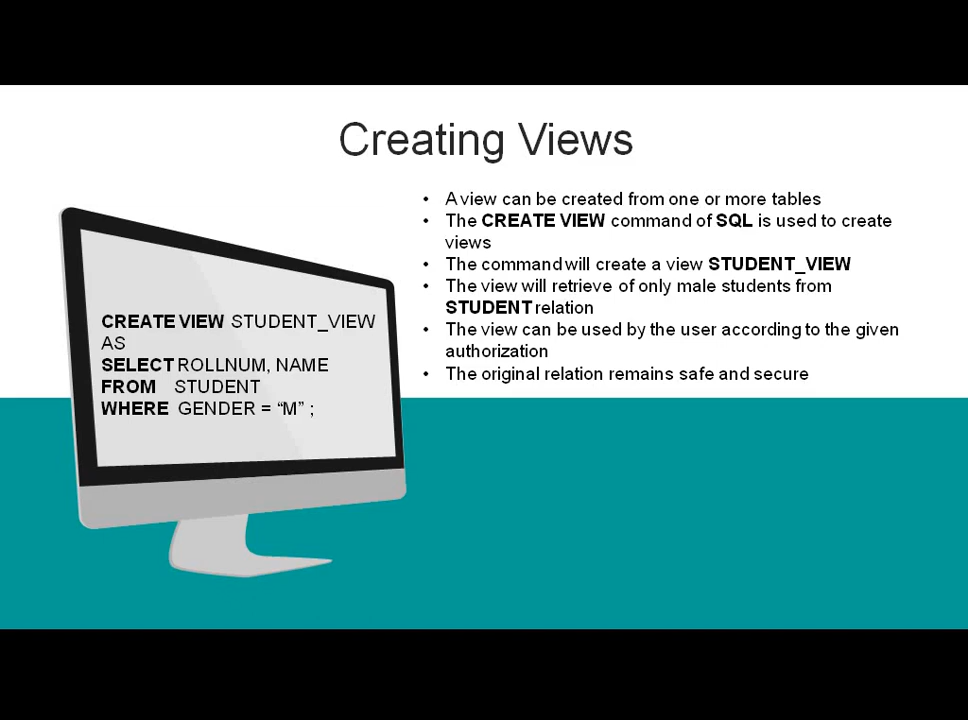 Creating Views
• A view can be created from one or more tables
• The CREATE VIEW command of SQL is used to create
views
• The command will create a view STUDENT_VIEW
• The view will retrieve of only male students from
STUDENT relation
• The view can be used by the user according to the given
authorization
• The original relation remains safe and secure
CREATE VIEW STUDENT_VIEW
AS
SELECT ROLLNUM, NAME
FROM STUDENT
WHERE GENDER = “M” ;